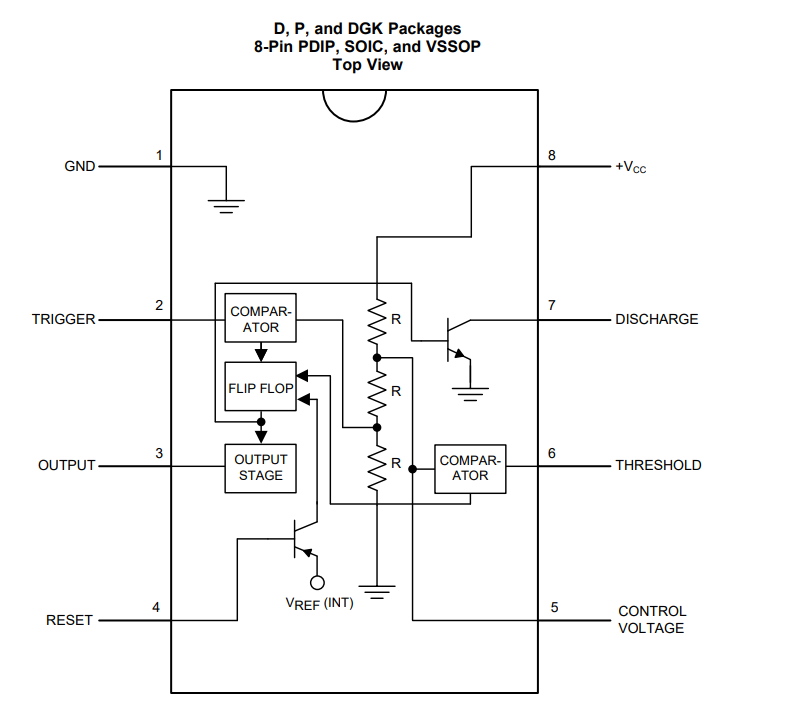 D, P, and DGK Packages
8-Pin PDIP, SOIC, and VSSOP
Top View
1
GND
8
+VCC
2
TRIGGER
COMPAR-
ATOR
R
7
DISCHARGE
FLIP FLOP
R
3
OUTPUT
OUTPUT
STAGE
R
COMPAR-
ATOR
6
THRESHOLD
VREF (INT)
4
RESET
5
CONTROL
VOLTAGE